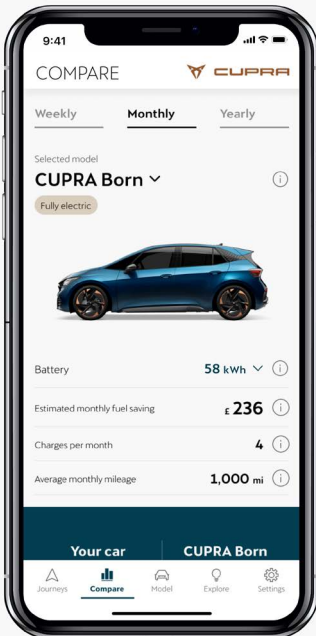 9:41
COMPARE CUPRA
Weekly Monthly Yearly
Selected model
CUPRA Born
Fully electric
Battery 58 kWh
Estimated monthly fuel saving £ 236
Charges per month 4
Average monthly mileage 1,000 mi
Your car CUPRA Born
Journeys Compare Model Explore Settings